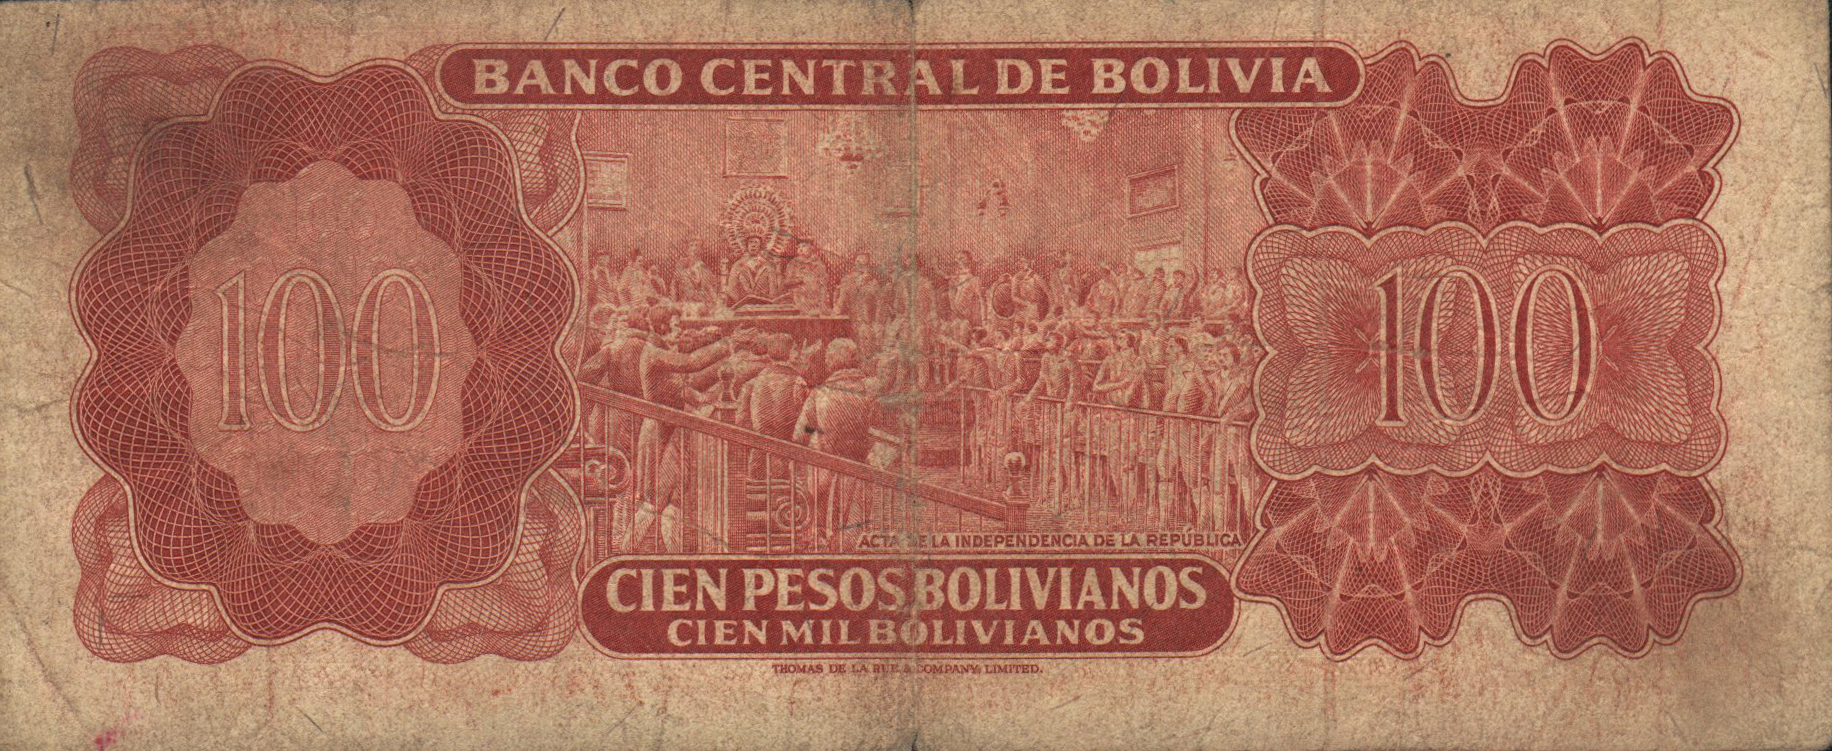 BANCO CENTRAL DE BOLIVIA
100
100
ACTA DE LA INDEPENDENCIA DE LA REPÚBLICA
CIEN PESOS BOLIVIANOS
CIEN MIL BOLIVIANOS
THOMAS DE LA RUE & COMPANY, LIMITED.